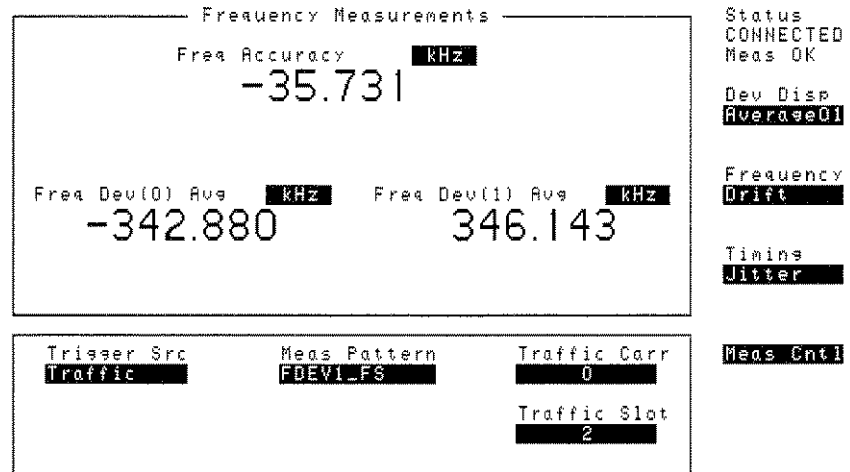 Frequency Measurements
Freq Accuracy kHz
-35.731
Freq Dev(0) Avg kHz
-342.880
Freq Dev(1) Avg kHz
346.143
Trigger Src
Traffic
Meas Pattern
FDEV1_FS
Traffic Carr
0
Traffic Slot
2
Status
CONNECTED
Meas OK
Dev Disp
Average01
Frequency
Drift
Timing
Jitter
Meas Cntl